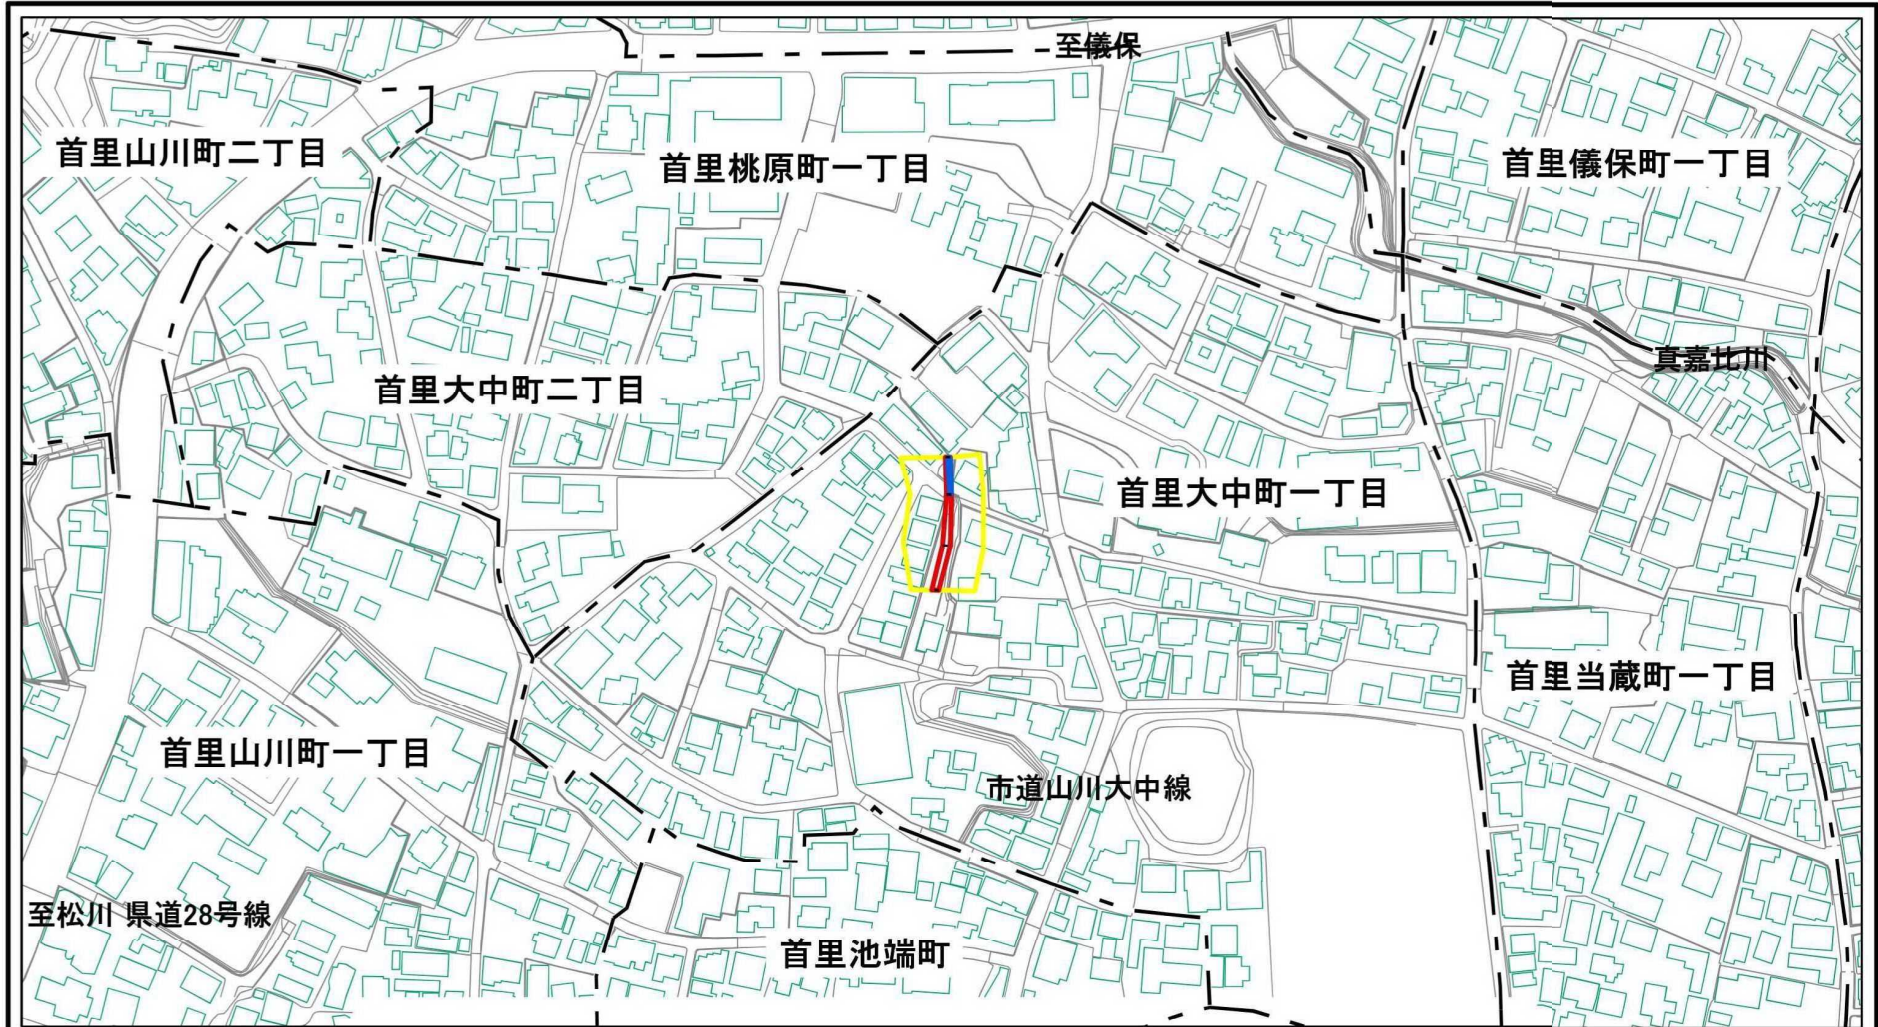 至儀保
首里山川町二丁目
首里桃原町一丁目
首里儀保町一丁目
真嘉比川
首里大中町二丁目
首里大中町一丁目
首里当蔵町一丁目
首里山川町一丁目
市道山川大中線
至松川 県道28号線
首里池端町